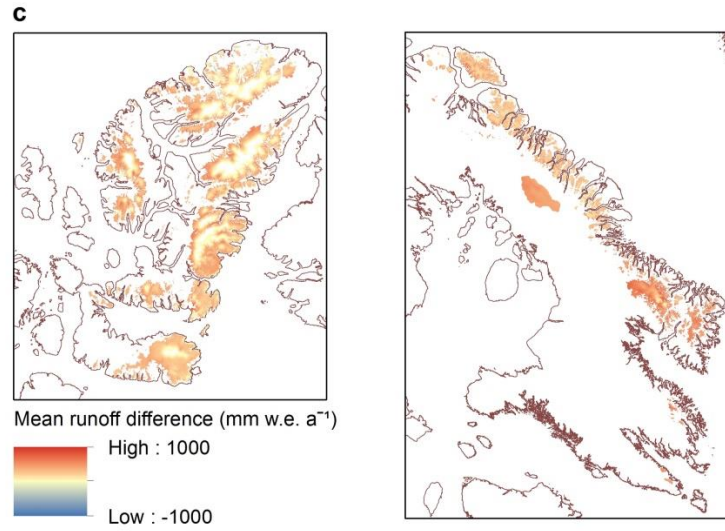 c
Mean runoff difference (mm w.e. a⁻¹)
High : 1000
Low : -1000